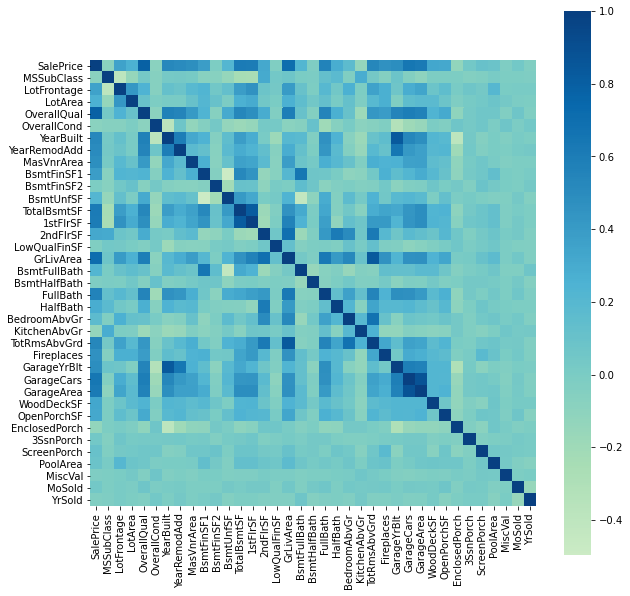 SalePrice
MSSubClass
LotFrontage
LotArea
OverallQual
OverallCond
YearBuilt
YearRemodAdd
MasVnrArea
BsmtFinSF1
BsmtFinSF2
BsmtUnfSF
TotalBsmtSF
1stFlrSF
2ndFlrSF
LowQualFinSF
GrLivArea
BsmtFullBath
BsmtHalfBath
FullBath
HalfBath
BedroomAbvGr
KitchenAbvGr
TotRmsAbvGrd
Fireplaces
GarageYrBlt
GarageCars
GarageArea
WoodDeckSF
OpenPorchSF
EnclosedPorch
3SsnPorch
ScreenPorch
PoolArea
MiscVal
MoSold
YrSold
SalePrice
MSSubClass
LotFrontage
LotArea
OverallQual
OverallCond
YearBuilt
YearRemodAdd
MasVnrArea
BsmtFinSF1
BsmtFinSF2
BsmtUnfSF
TotalBsmtSF
1stFlrSF
2ndFlrSF
LowQualFinSF
GrLivArea
BsmtFullBath
BsmtHalfBath
FullBath
HalfBath
BedroomAbvGr
KitchenAbvGr
TotRmsAbvGrd
Fireplaces
GarageYrBlt
GarageCars
GarageArea
WoodDeckSF
OpenPorchSF
EnclosedPorch
3SsnPorch
ScreenPorch
PoolArea
MiscVal
MoSold
YrSold
1.0
0.8
0.6
0.4
0.2
0.0
−0.2
−0.4